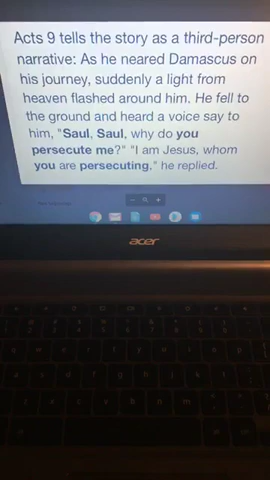 Acts 9 tells the story as a third-person
narrative: As he neared Damascus on
his journey, suddenly a light from
heaven flashed around him. He fell to
the ground and heard a voice say to
him, "Saul, Saul, why do you
persecute me?" "I am Jesus, whom
you are persecuting," he replied.
acer